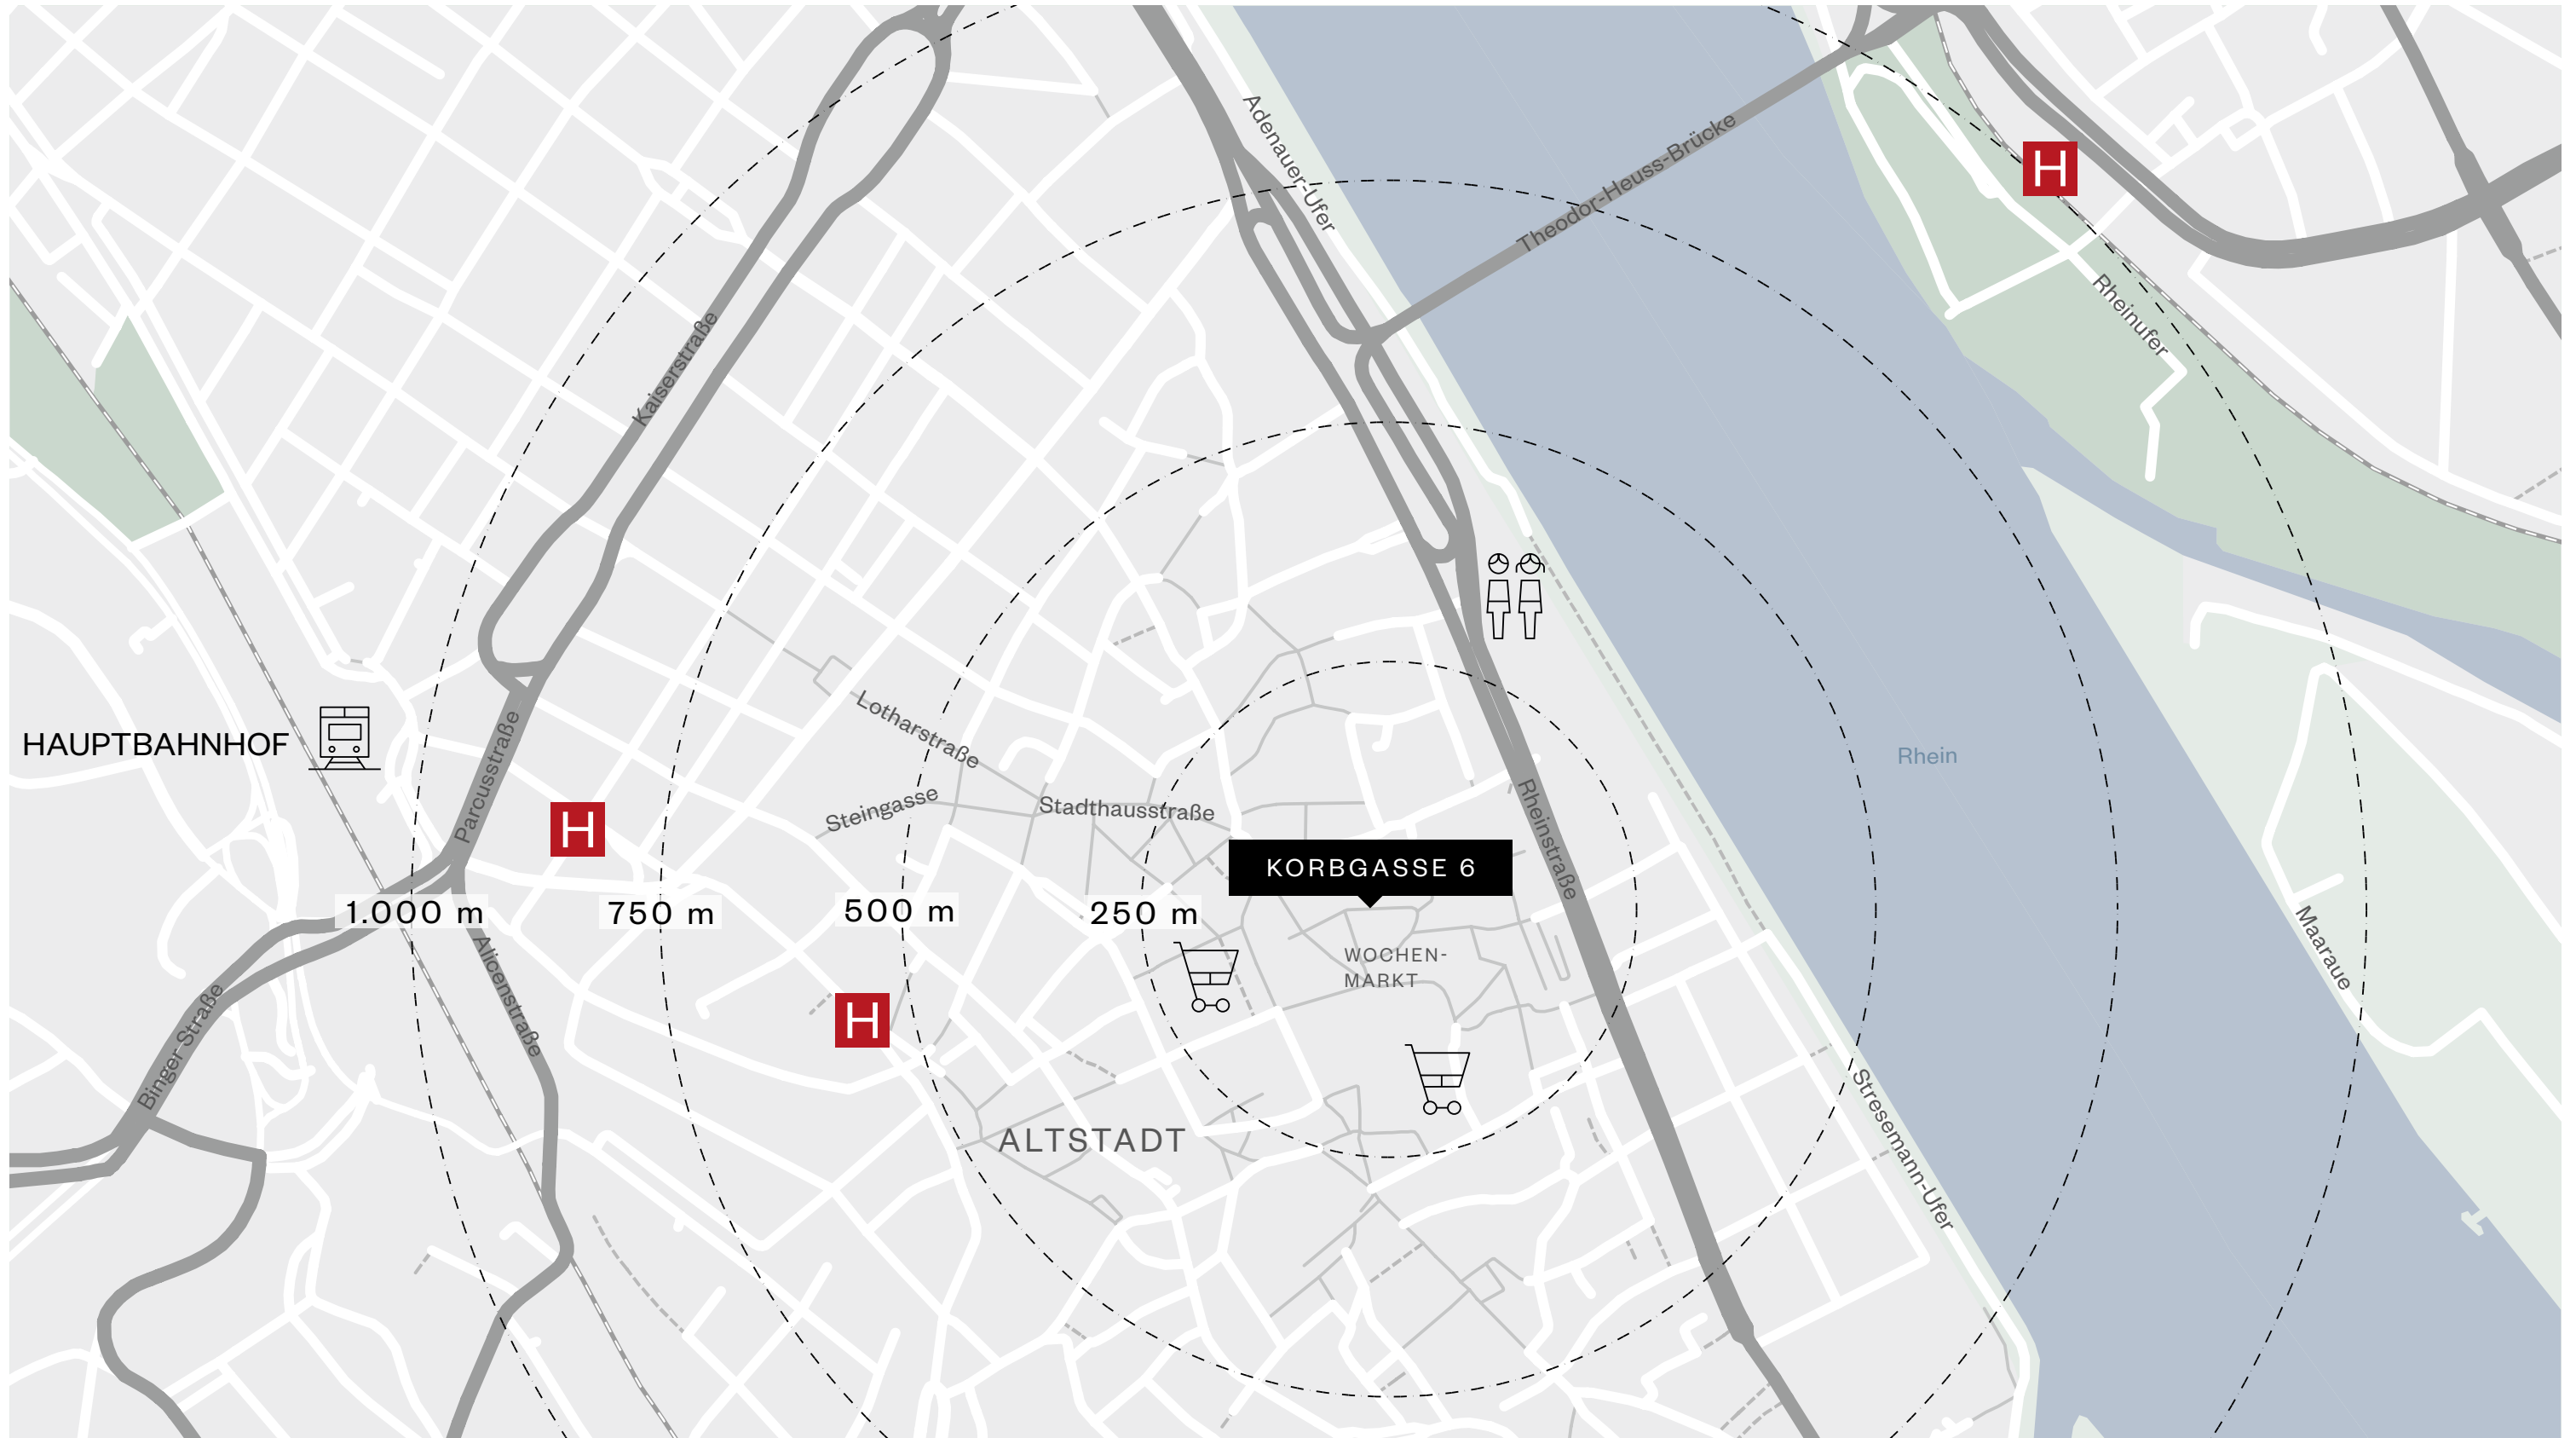 Adenauer-Ufer
Theodor-Heuss-Brücke
H
Rheinufer
Kaiserstraße
HAUPTBAHNHOF
Parcusstraße
Lotharstraße
Steingasse
Stadthausstraße
Rhein
H
Rheinstraße
KORBGASSE 6
1.000 m
750 m
500 m
250 m
WOCHEN-
MARKT
Maaraue
Alicenstraße
Binger Straße
H
ALTSTADT
Stresemann-Ufer